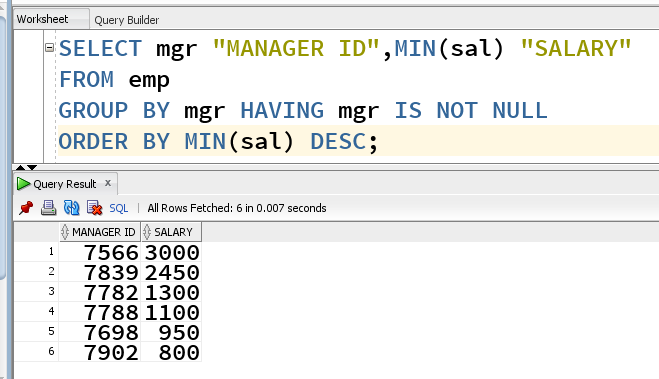 Worksheet Query Builder
SELECT mgr "MANAGER ID",MIN(sal) "SALARY"
FROM emp
GROUP BY mgr HAVING mgr IS NOT NULL
ORDER BY MIN(sal) DESC;
Query Result x
SQL | All Rows Fetched: 6 in 0.007 seconds
MANAGER ID SALARY
1 7566 3000
2 7839 2450
3 7782 1300
4 7788 1100
5 7698 950
6 7902 800